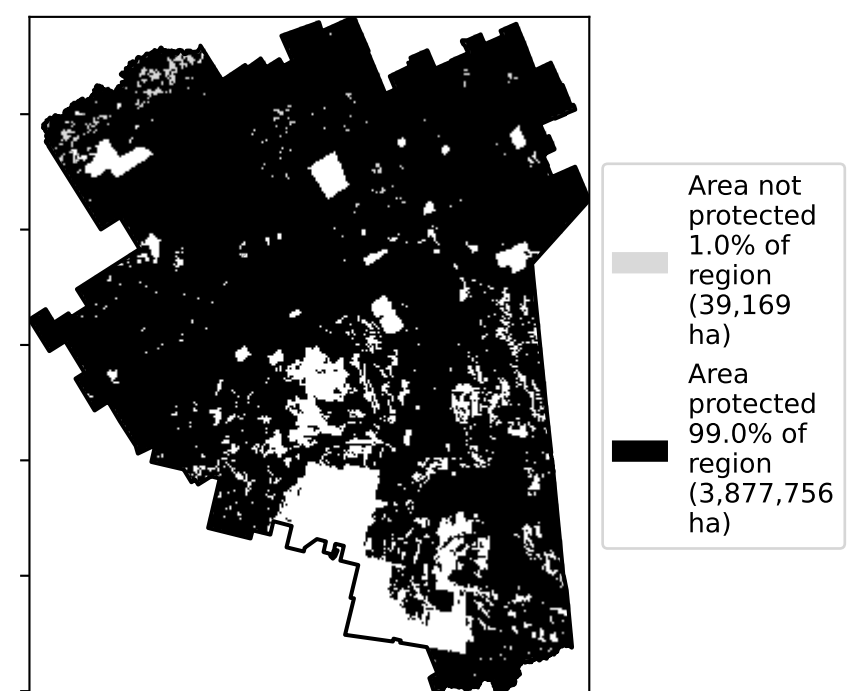 Area not
protected
1.0% of
region
(39,169
ha)
Area
protected
99.0% of
region
(3,877,756
ha)